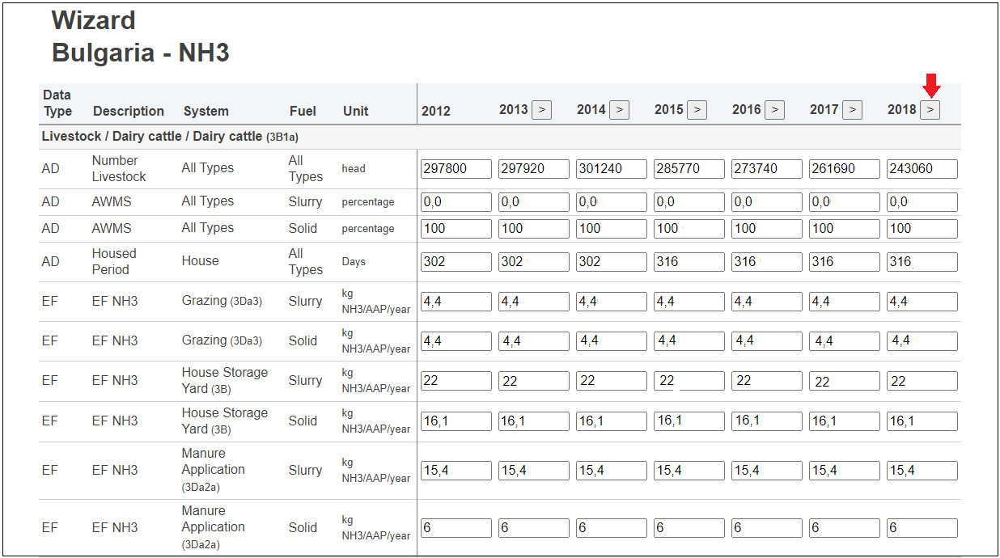 Wizard
Bulgaria - NH3
Data Type Description System Fuel Unit 2012 2013 > 2014 > 2015 > 2016 > 2017 > 2018 >
Livestock / Dairy cattle / Dairy cattle (3B1a)
AD Number Livestock All Types All Types head 297800 297920 301240 285770 273740 261690 243060
AD AWMS All Types Slurry percentage 0,0 0,0 0,0 0,0 0,0 0,0 0,0
AD AWMS All Types Solid percentage 100 100 100 100 100 100 100
AD Housed Period House All Types Days 302 302 302 316 316 316 316
EF EF NH3 Grazing (3Da3) Slurry kg NH3/AAP/year 4,4 4,4 4,4 4,4 4,4 4,4 4,4
EF EF NH3 Grazing (3Da3) Solid kg NH3/AAP/year 4,4 4,4 4,4 4,4 4,4 4,4 4,4
EF EF NH3 House Storage Yard (3B) Slurry kg NH3/AAP/year 22 22 22 22 22 22 22
EF EF NH3 House Storage Yard (3B) Solid kg NH3/AAP/year 16,1 16,1 16,1 16,1 16,1 16,1 16,1
EF EF NH3 Manure Application (3Da2a) Slurry kg NH3/AAP/year 15,4 15,4 15,4 15,4 15,4 15,4 15,4
EF EF NH3 Manure Application (3Da2a) Solid kg NH3/AAP/year 6 6 6 6 6 6 6